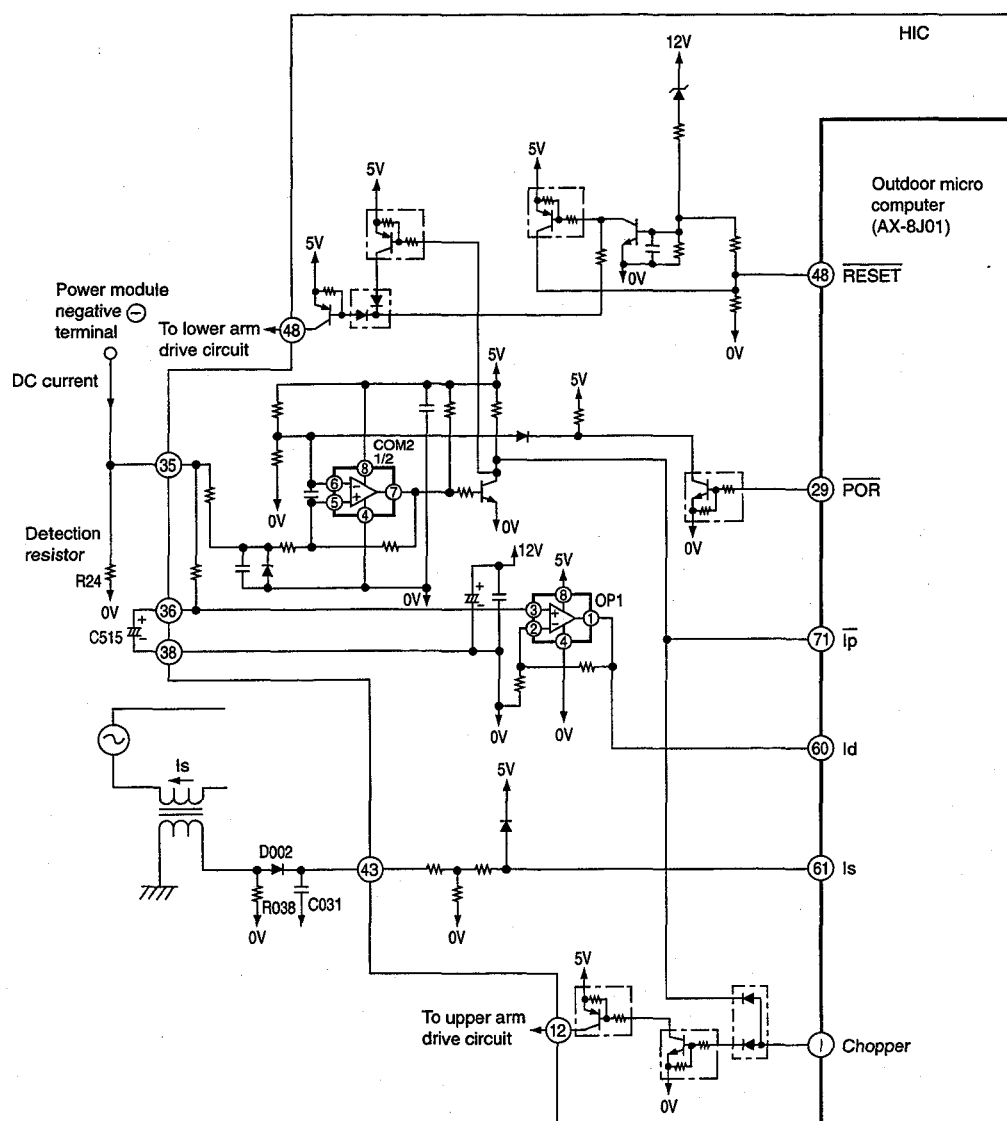 HIC
12V
5V
5V
Outdoor micro
computer
(AX-8J01)
5V
0V
48
RESET
Power module
negative ⊖
terminal
To lower arm
drive circuit
48
0V
DC current
5V
5V
COM2
1/2
8
35
6
-
7
5
+
4
29
POR
0V
0V
0V
Detection
resistor
12V
R24
5V
0V
0V
8
OP1
36
3
+
1
+
-
2
-
C515
4
38
71
Ip
0V
0V
60
Id
Is
5V
D002
43
61
Is
R038
C031
0V
0V
5V
To upper arm
drive circuit
12
1
Chopper
0V